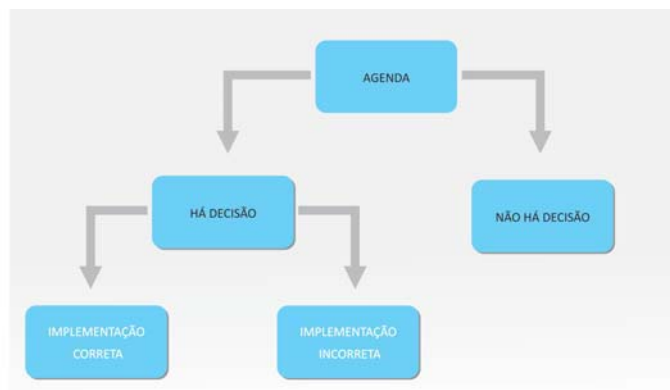 AGENDA
HÁ DECISÃO
NÃO HÁ DECISÃO
IMPLEMENTAÇÃO
CORRETA
IMPLEMENTAÇÃO
INCORRETA